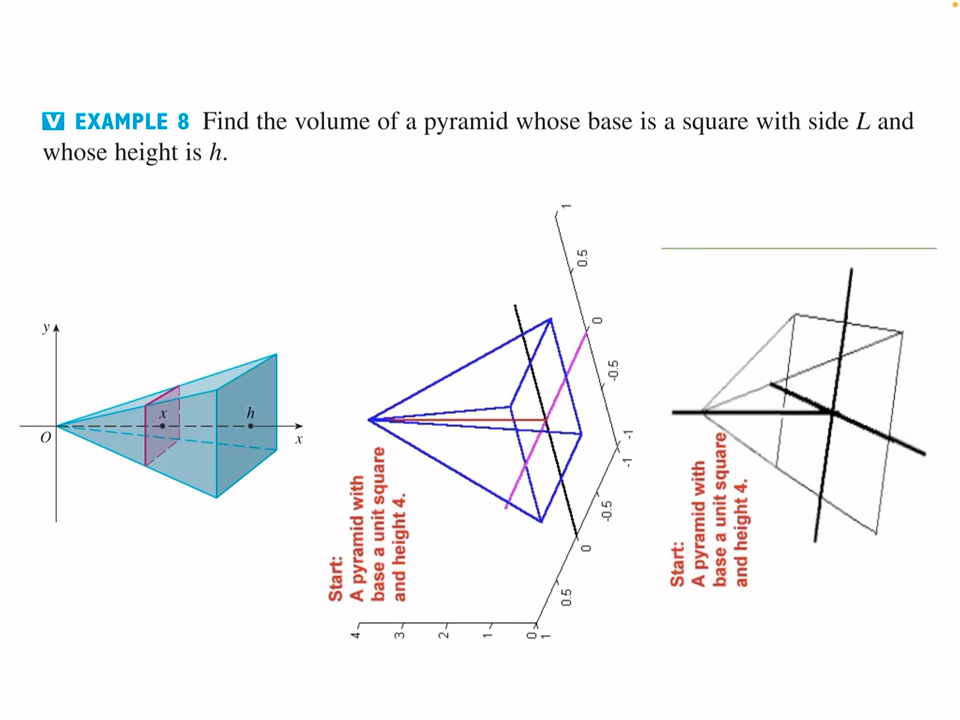 V EXAMPLE 8 Find the volume of a pyramid whose base is a square with side L and
whose height is h.
y
O
x
h
x
Start:
A pyramid with
base a unit square
and height 4.
4
3
2
1
0
1
0.5
0
-0.5
-1
-1
-0.5
0
0.5
1
Start:
A pyramid with
base a unit square
and height 4.